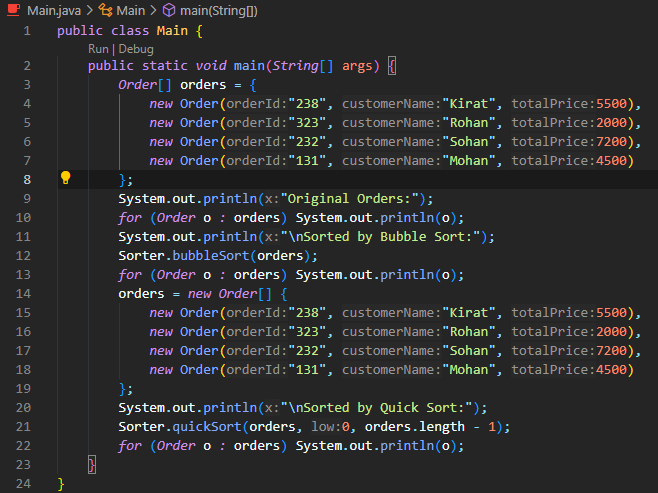 Main.java > Main > main(String[])
1 public class Main {
Run | Debug
2 public static void main(String[] args) {
3 Order[] orders = {
4 new Order(orderId:"238", customerName:"Kirat", totalPrice:5500),
5 new Order(orderId:"323", customerName:"Rohan", totalPrice:2000),
6 new Order(orderId:"232", customerName:"Sohan", totalPrice:7200),
7 new Order(orderId:"131", customerName:"Mohan", totalPrice:4500)
8 };
9 System.out.println(x:"Original Orders:");
10 for (Order o : orders) System.out.println(o);
11 System.out.println(x:"\nSorted by Bubble Sort:");
12 Sorter.bubbleSort(orders);
13 for (Order o : orders) System.out.println(o);
14 orders = new Order[] {
15 new Order(orderId:"238", customerName:"Kirat", totalPrice:5500),
16 new Order(orderId:"323", customerName:"Rohan", totalPrice:2000),
17 new Order(orderId:"232", customerName:"Sohan", totalPrice:7200),
18 new Order(orderId:"131", customerName:"Mohan", totalPrice:4500)
19 };
20 System.out.println(x:"\nSorted by Quick Sort:");
21 Sorter.quickSort(orders, low:0, orders.length - 1);
22 for (Order o : orders) System.out.println(o);
23 }
24 }